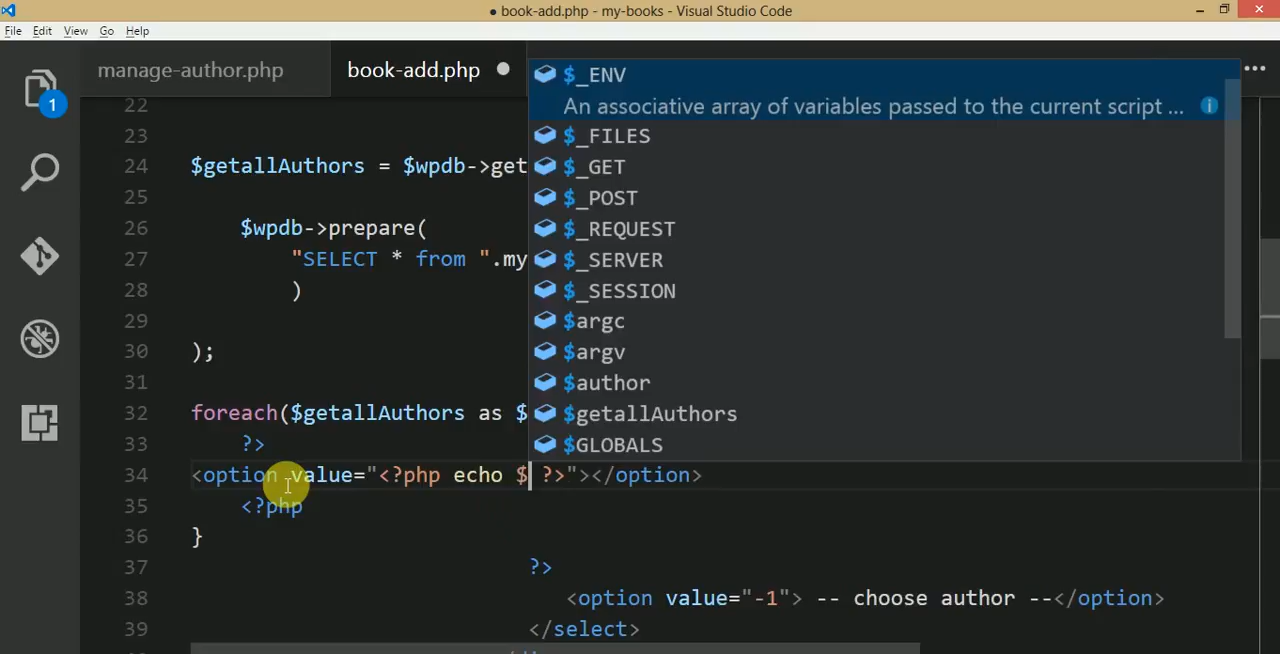 ● book-add.php - my-books - Visual Studio Code
File Edit View Go Help
1
manage-author.php
book-add.php ●
22
23
24 $getallAuthors = $wpdb->get
25
26 $wpdb->prepare(
27 "SELECT * from ".my
28 )
29
30 );
31
32 foreach($getallAuthors as $
33 ?>
34 <option value="<?php echo $ ?>"></option>
35 <?php
36 }
37 ?>
38 <option value="-1"> -- choose author --</option>
39 </select>
$_ENV
An associative array of variables passed to the current script ...
$_FILES
$_GET
$_POST
$_REQUEST
$_SERVER
$_SESSION
$argc
$argv
$author
$getallAuthors
$GLOBALS